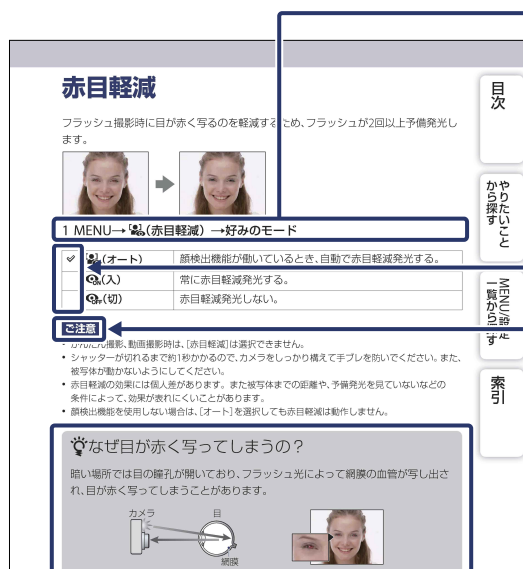 赤目軽減
フラッシュ撮影時に目が赤く写るのを軽減するため、フラッシュが2回以上予備発光し
ます。
1 MENU→ (赤目軽減) →好みのモード
✓ (オート) 顔検出機能が働いているとき、自動で赤目軽減発光する。
(入) 常に赤目軽減発光する。
(切) 赤目軽減発光しない。
ご注意
• かんたん撮影、動画撮影時は、[赤目軽減]は選択できません。
• シャッターが切れるまで約1秒かかるので、カメラをしっかり構えて手ブレを防いでください。また、
被写体が動かないようにしてください。
• 赤目軽減の効果には個人差があります。また被写体までの距離や、予備発光を見ていないなどの
条件によって、効果が表れにくいことがあります。
• 顔検出機能を使用しない場合は、[オート]を選択しても赤目軽減は動作しません。
なぜ目が赤く写ってしまうの?
暗い場所では目の瞳孔が開いており、フラッシュ光によって網膜の血管が写し出さ
れ、目が赤く写ってしまうことがあります。
カメラ
目
網膜
目次
やりたいこと
から探す
MENU/設定
一覧から探す
索引